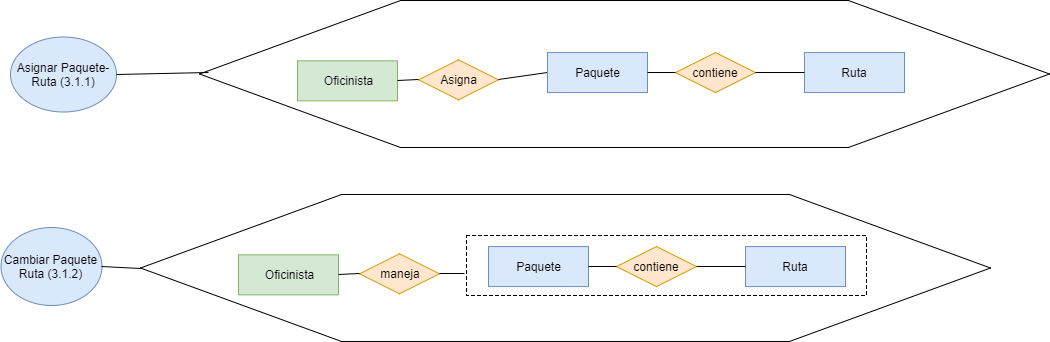 Asignar Paquete-
Ruta (3.1.1)
Oficinista
Asigna
Paquete
contiene
Ruta
Cambiar Paquete
Ruta (3.1.2)
Oficinista
maneja
Paquete
contiene
Ruta